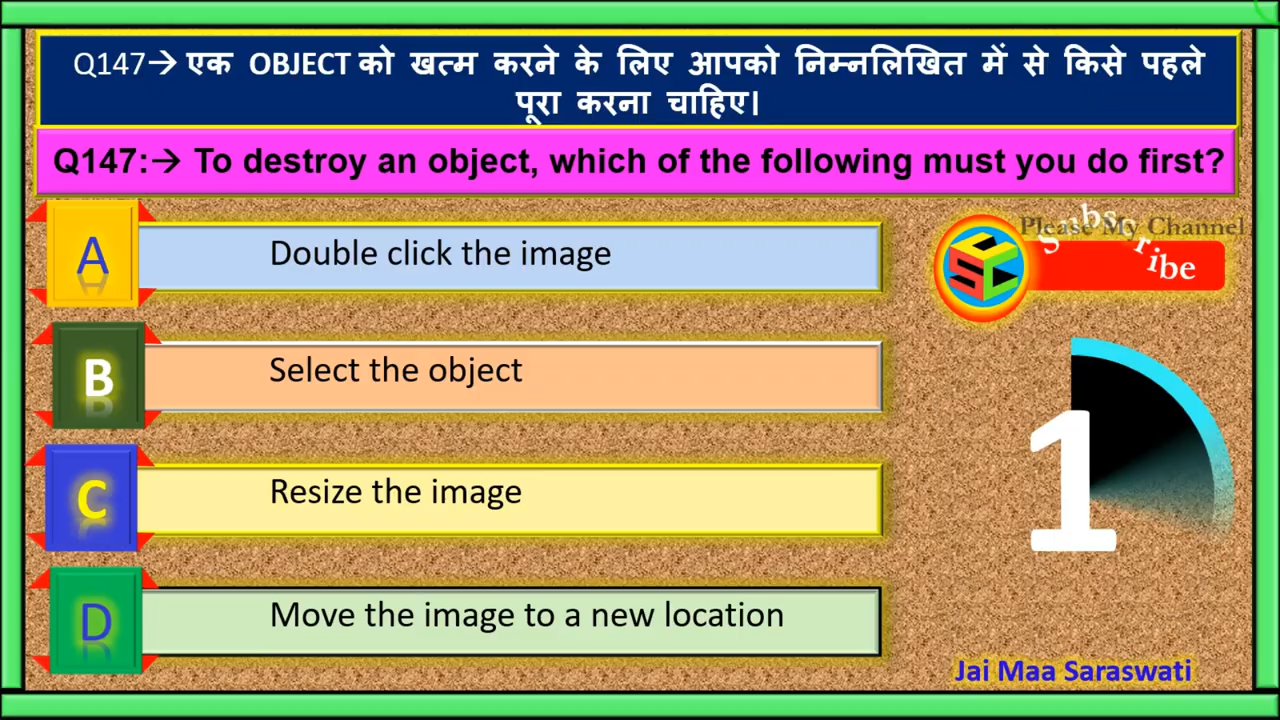 Q147→ एक OBJECT को खत्म करने के लिए आपको निम्नलिखित में से किसे पहले
पूरा करना चाहिए।
Q147:→ To destroy an object, which of the following must you do first?
A
Double click the image
B
Select the object
C
Resize the image
D
Move the image to a new location
Please My Channel
Subscribe
SCC
1
Jai Maa Saraswati